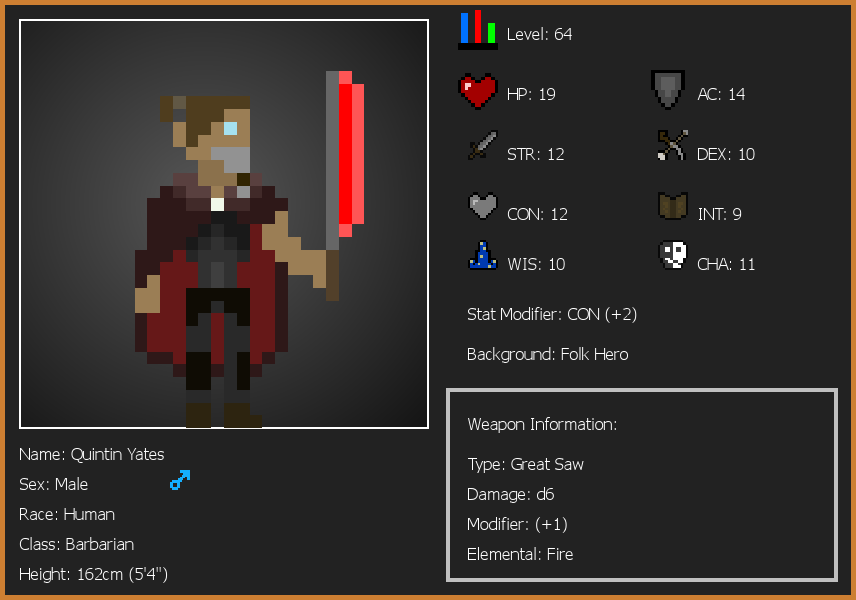 Level: 64
HP: 19
AC: 14
STR: 12
DEX: 10
CON: 12
INT: 9
WIS: 10
CHA: 11
Stat Modifier: CON (+2)
Background: Folk Hero
Weapon Information:
Type: Great Saw
Damage: d6
Modifier: (+1)
Elemental: Fire
Name: Quintin Yates
Sex: Male
Race: Human
Class: Barbarian
Height: 162cm (5'4")